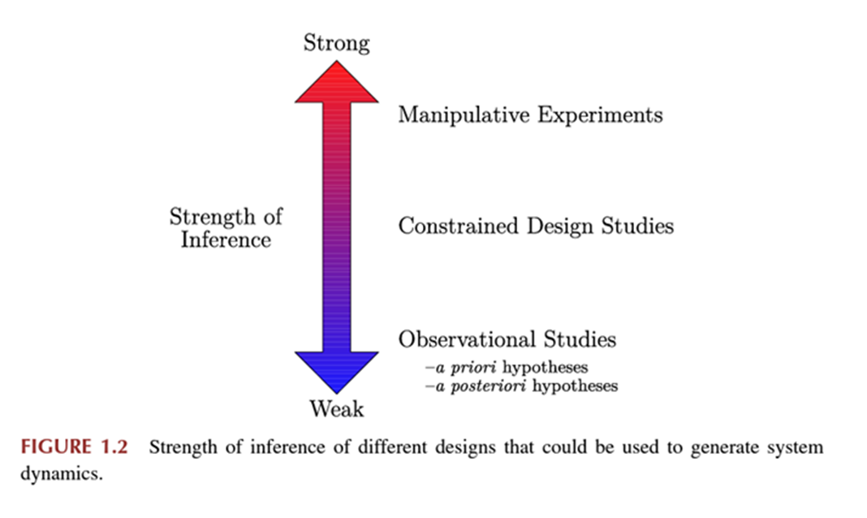 Strong
Manipulative Experiments
Strength of
Inference
Constrained Design Studies
Observational Studies
–a priori hypotheses
–a posteriori hypotheses
Weak
FIGURE 1.2 Strength of inference of different designs that could be used to generate system
dynamics.